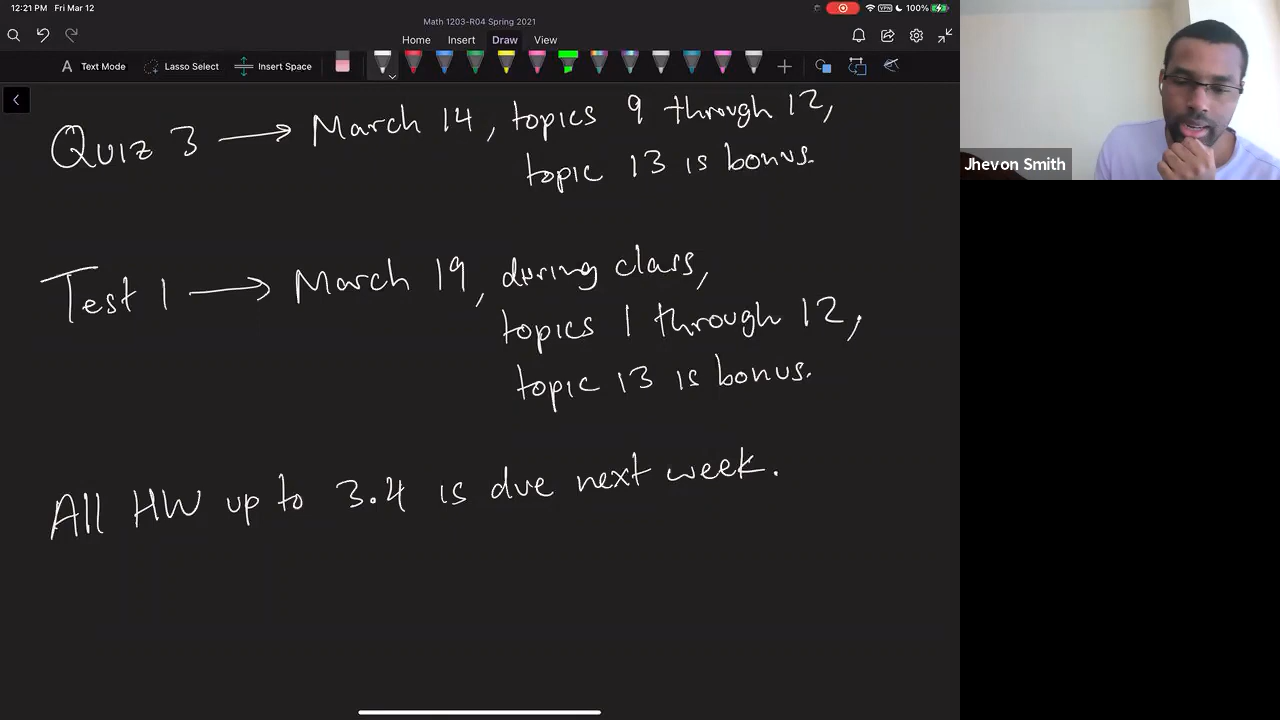 12:21 PM Fri Mar 12
VPN 100%
Math 1203-R04 Spring 2021
Home Insert Draw View
A Text Mode Lasso Select Insert Space
Quiz 3 → March 14, topics 9 through 12,
topic 13 is bonus.
Test 1 → March 19, during class,
topics 1 through 12,
topic 13 is bonus.
All HW up to 3.4 is due next week.
Jhevon Smith